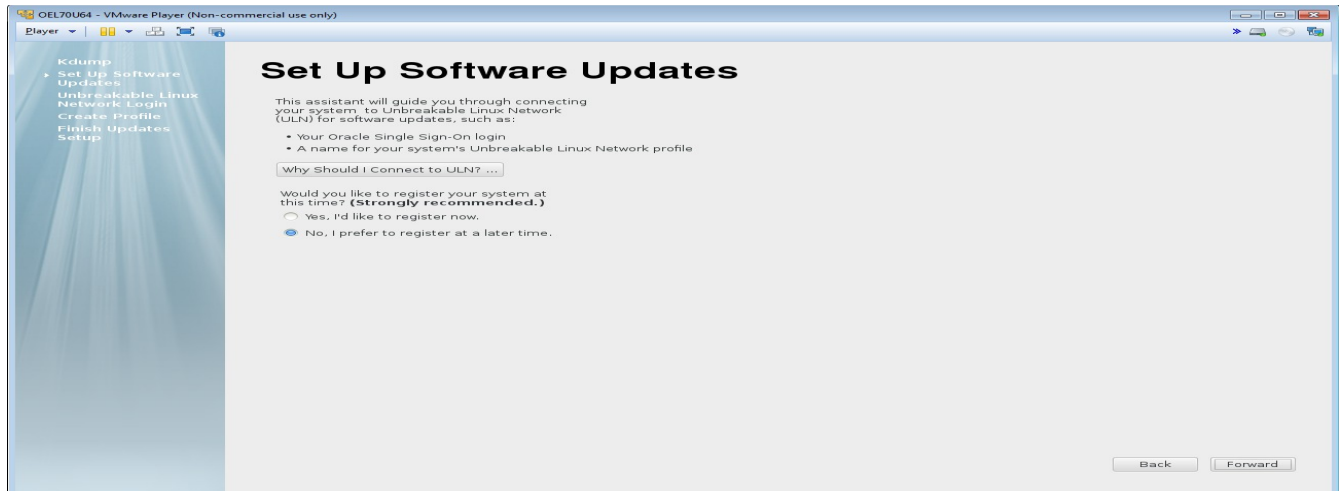 OEL70U64 - VMware Player (Non-commercial use only)
Player
Kdump
Set Up Software
Updates
Unbreakable Linux
Network Login
Create Profile
Finish Updates
Setup
Set Up Software Updates
This assistant will guide you through connecting
your system to Unbreakable Linux Network
(ULN) for software updates, such as:
• Your Oracle Single Sign-On login
• A name for your system's Unbreakable Linux Network profile
Why Should I Connect to ULN? ...
Would you like to register your system at
this time? (Strongly recommended.)
Yes, I'd like to register now.
No, I prefer to register at a later time.
Back
Forward